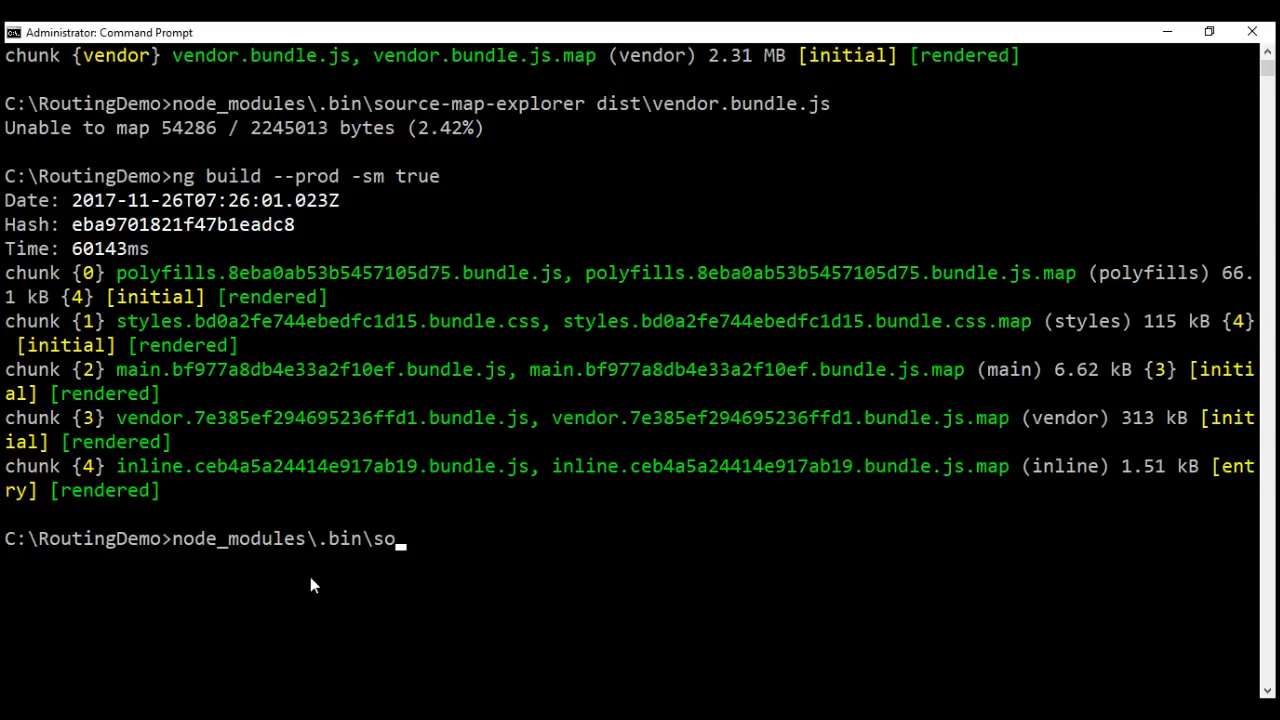 Administrator: Command Prompt
chunk {vendor} vendor.bundle.js, vendor.bundle.js.map (vendor) 2.31 MB [initial] [rendered]
C:\RoutingDemo>node_modules\.bin\source-map-explorer dist\vendor.bundle.js
Unable to map 54286 / 2245013 bytes (2.42%)
C:\RoutingDemo>ng build --prod -sm true
Date: 2017-11-26T07:26:01.023Z
Hash: eba9701821f47b1eadc8
Time: 60143ms
chunk {0} polyfills.8eba0ab53b5457105d75.bundle.js, polyfills.8eba0ab53b5457105d75.bundle.js.map (polyfills) 66.
1 kB {4} [initial] [rendered]
chunk {1} styles.bd0a2fe744ebedfc1d15.bundle.css, styles.bd0a2fe744ebedfc1d15.bundle.css.map (styles) 115 kB {4}
[initial] [rendered]
chunk {2} main.bf977a8db4e33a2f10ef.bundle.js, main.bf977a8db4e33a2f10ef.bundle.js.map (main) 6.62 kB {3} [initi
al] [rendered]
chunk {3} vendor.7e385ef294695236ffd1.bundle.js, vendor.7e385ef294695236ffd1.bundle.js.map (vendor) 313 kB [init
ial] [rendered]
chunk {4} inline.ceb4a5a24414e917ab19.bundle.js, inline.ceb4a5a24414e917ab19.bundle.js.map (inline) 1.51 kB [ent
ry] [rendered]
C:\RoutingDemo>node_modules\.bin\so